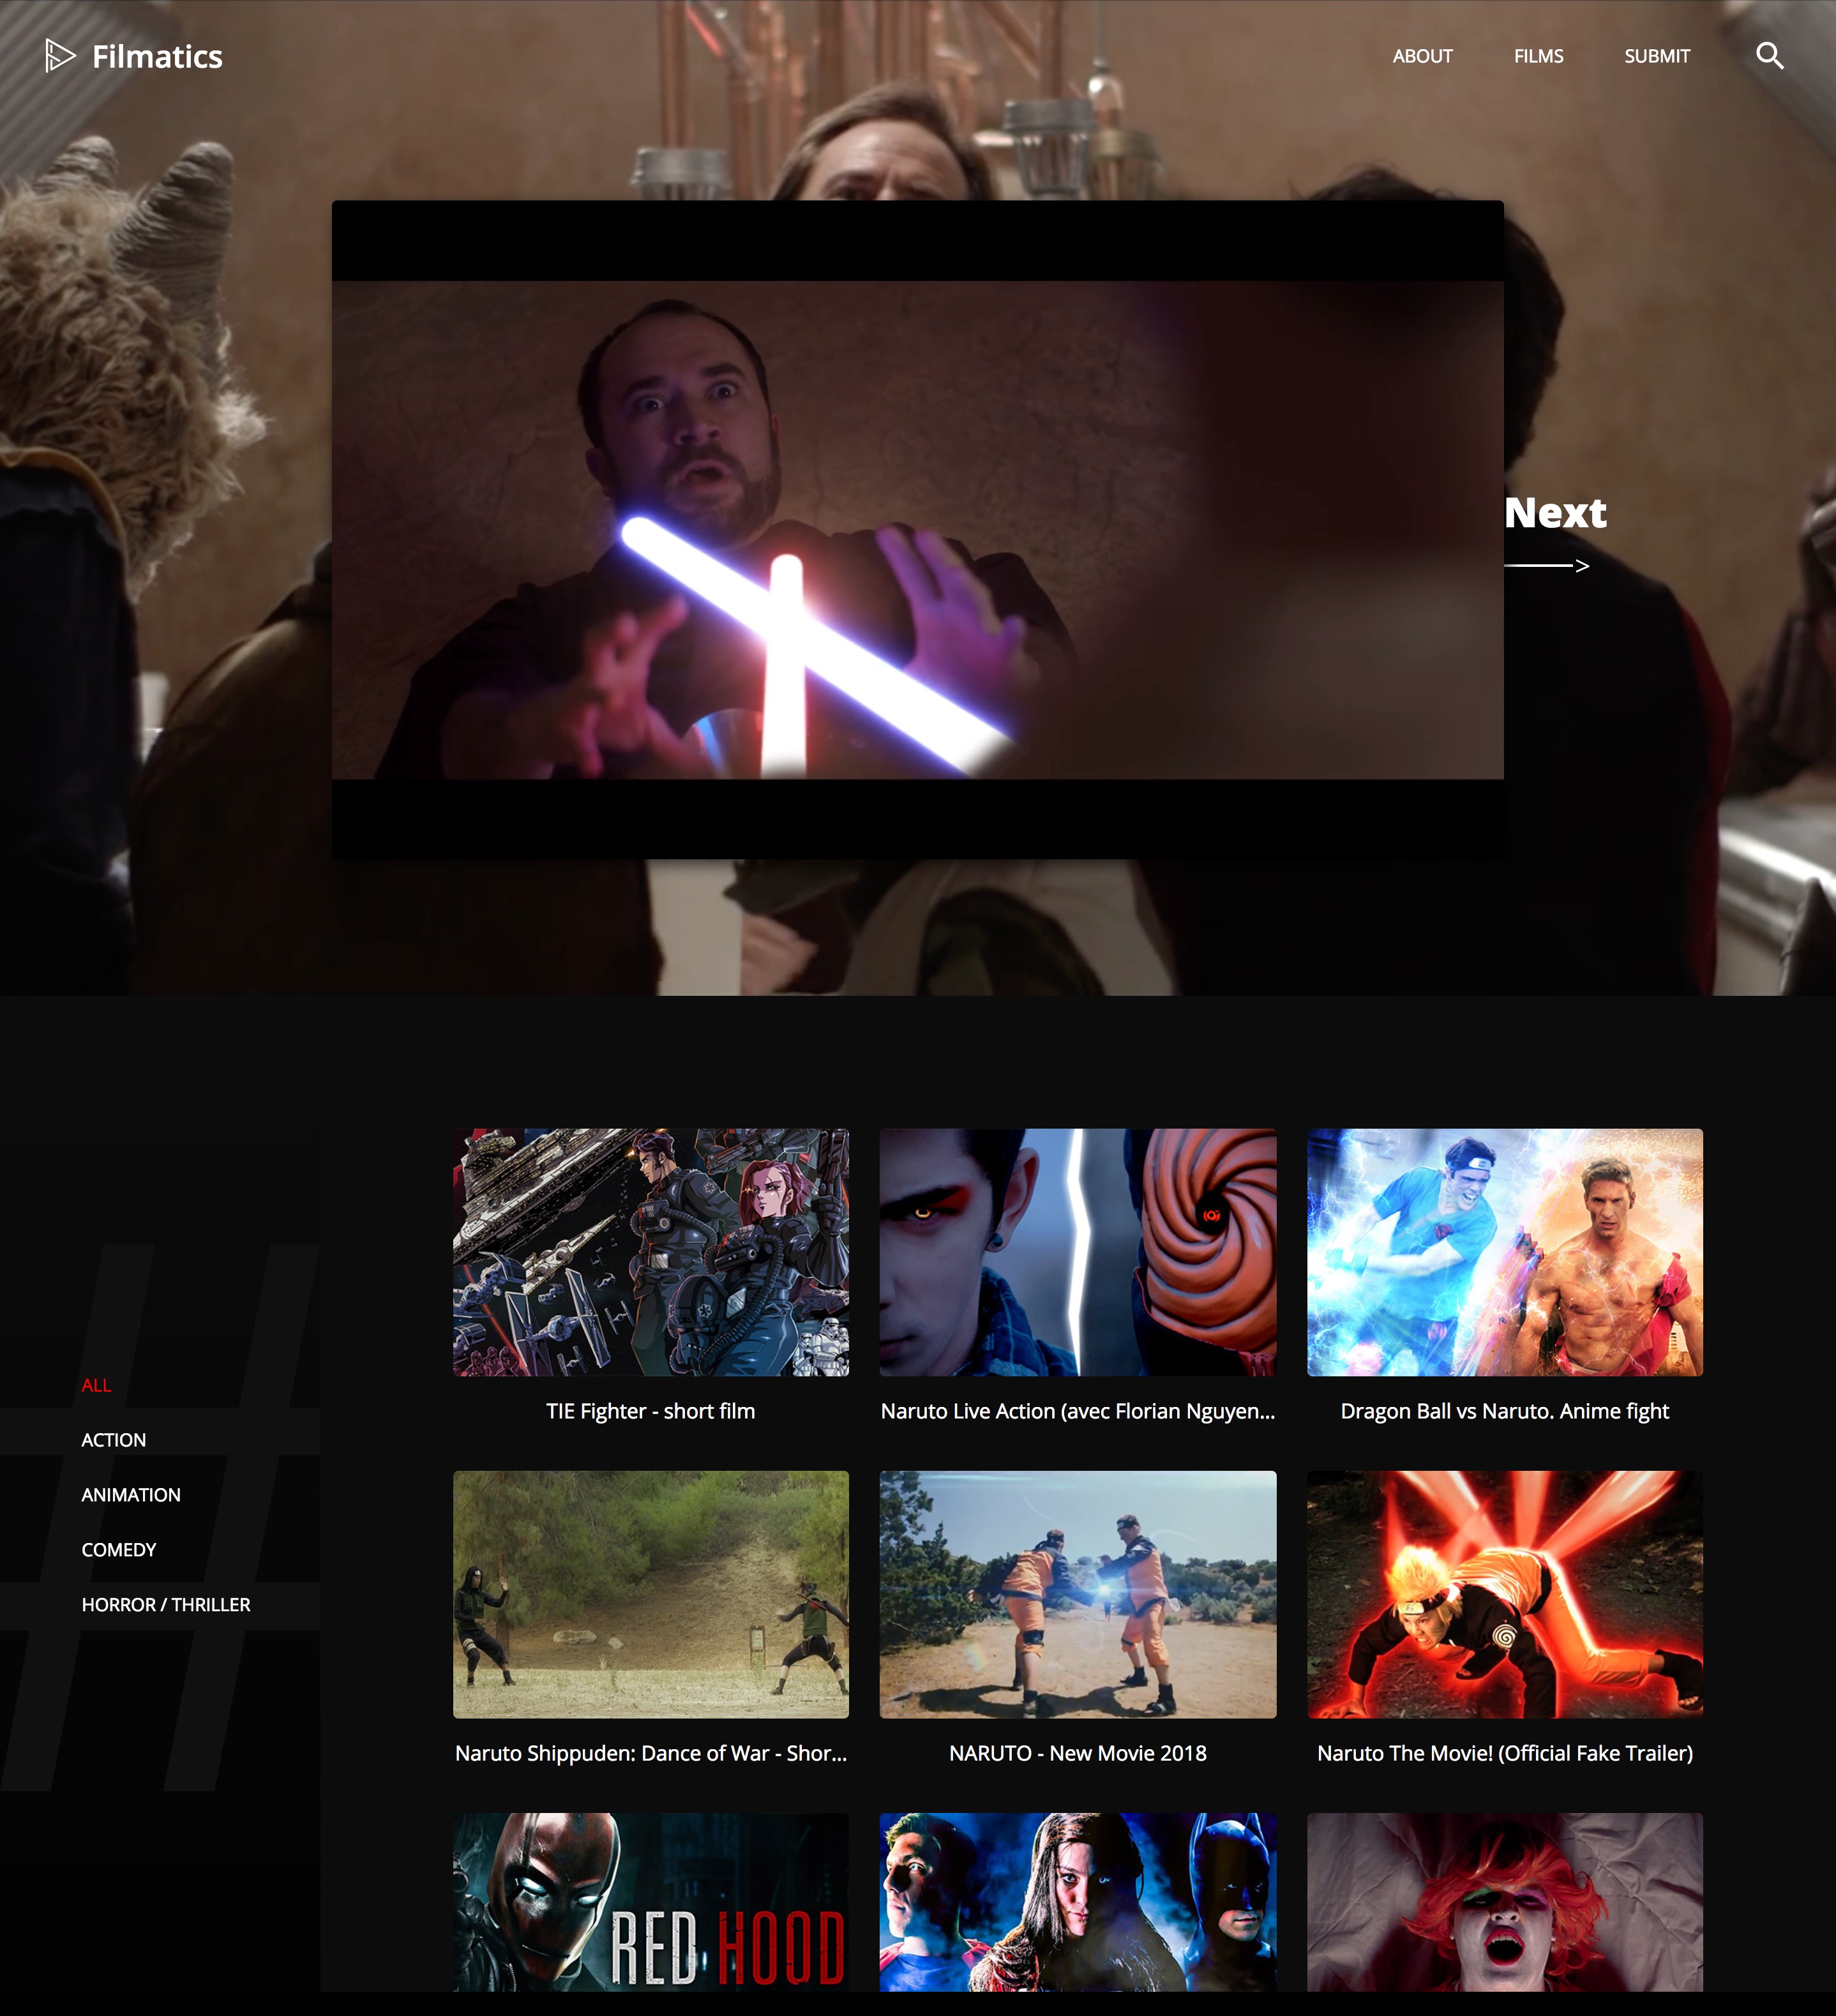 Filmatics
ABOUT FILMS SUBMIT
Next
ALL
ACTION
ANIMATION
COMEDY
HORROR / THRILLER
TIE Fighter - short film
Naruto Live Action (avec Florian Nguyen...
Dragon Ball vs Naruto. Anime fight
Naruto Shippuden: Dance of War - Shor...
NARUTO - New Movie 2018
Naruto The Movie! (Official Fake Trailer)
RED HOOD